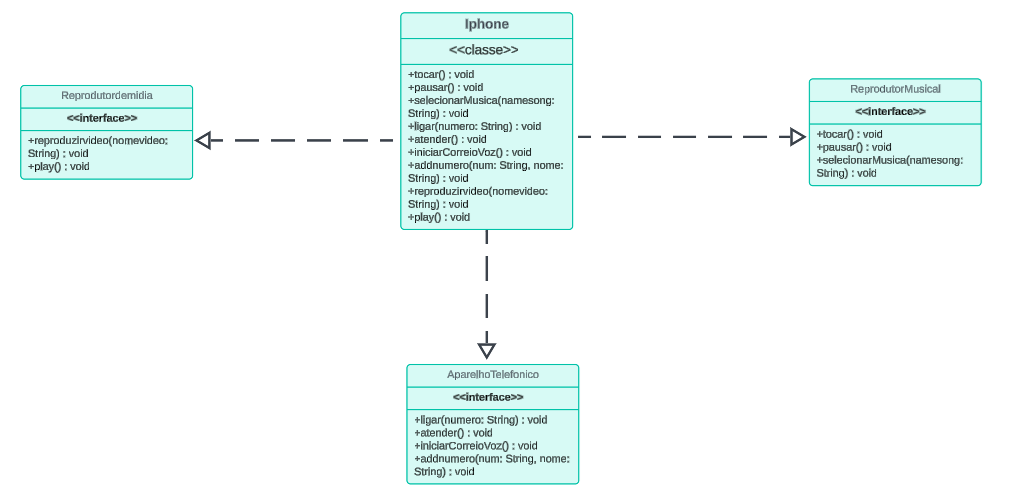 Iphone
<<classe>>
+tocar() : void
+pausar() : void
+selecionarMusica(namesong:
String) : void
+ligar(numero: String) : void
+atender() : void
+iniciarCorreioVoz() : void
+addnumero(num: String, nome:
String) : void
+reproduzirvideo(nomevideo:
String) : void
+play() : void
Reprodutordemidia
<<interface>>
+reproduzirvideo(nomevideo:
String) : void
+play() : void
ReprodutorMusical
<<interface>>
+tocar() : void
+pausar() : void
+selecionarMusica(namesong:
String) : void
AparelhoTelefonico
<<interface>>
+ligar(numero: String) : void
+atender() : void
+iniciarCorreioVoz() : void
+addnumero(num: String, nome:
String) : void